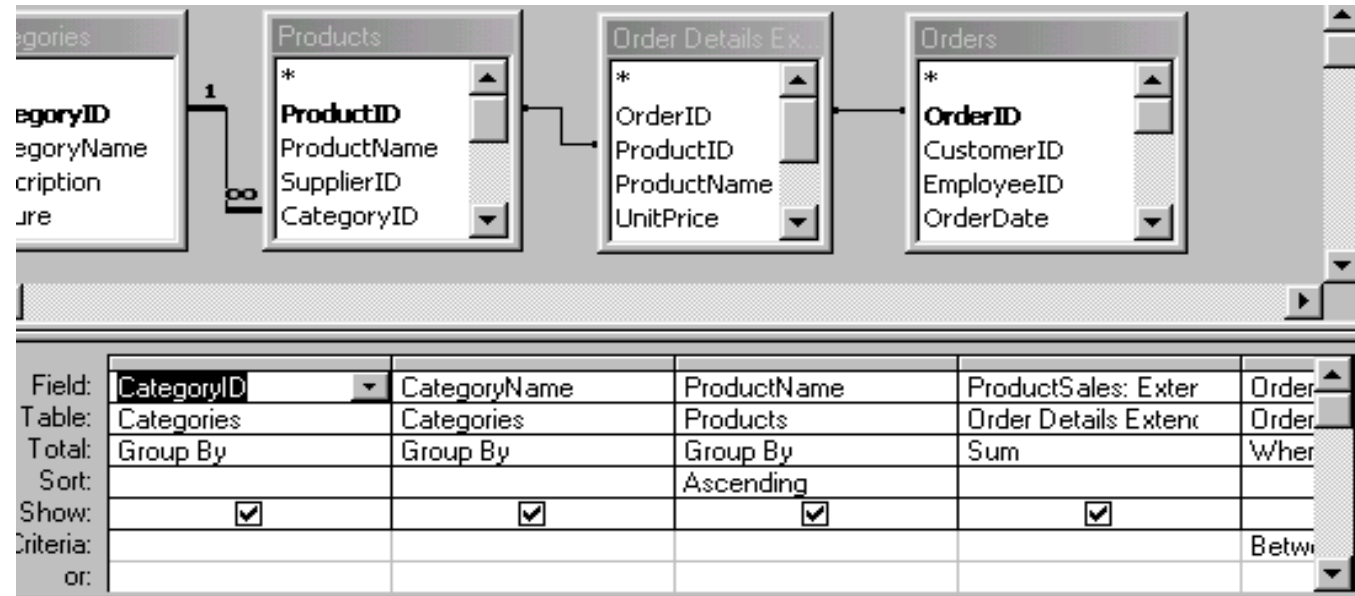 egories Products Order Details Ex... Orders
* * *
egoryID 1 ProductID OrderID OrderID
egoryName ProductName ProductID CustomerID
cription ∞ SupplierID ProductName EmployeeID
ure CategoryID UnitPrice OrderDate
Field: CategoryID CategoryName ProductName ProductSales: Exter Order
Table: Categories Categories Products Order Details Extend Order
Total: Group By Group By Group By Sum Wher
Sort: Ascending
Show:
Criteria: Betw
or: